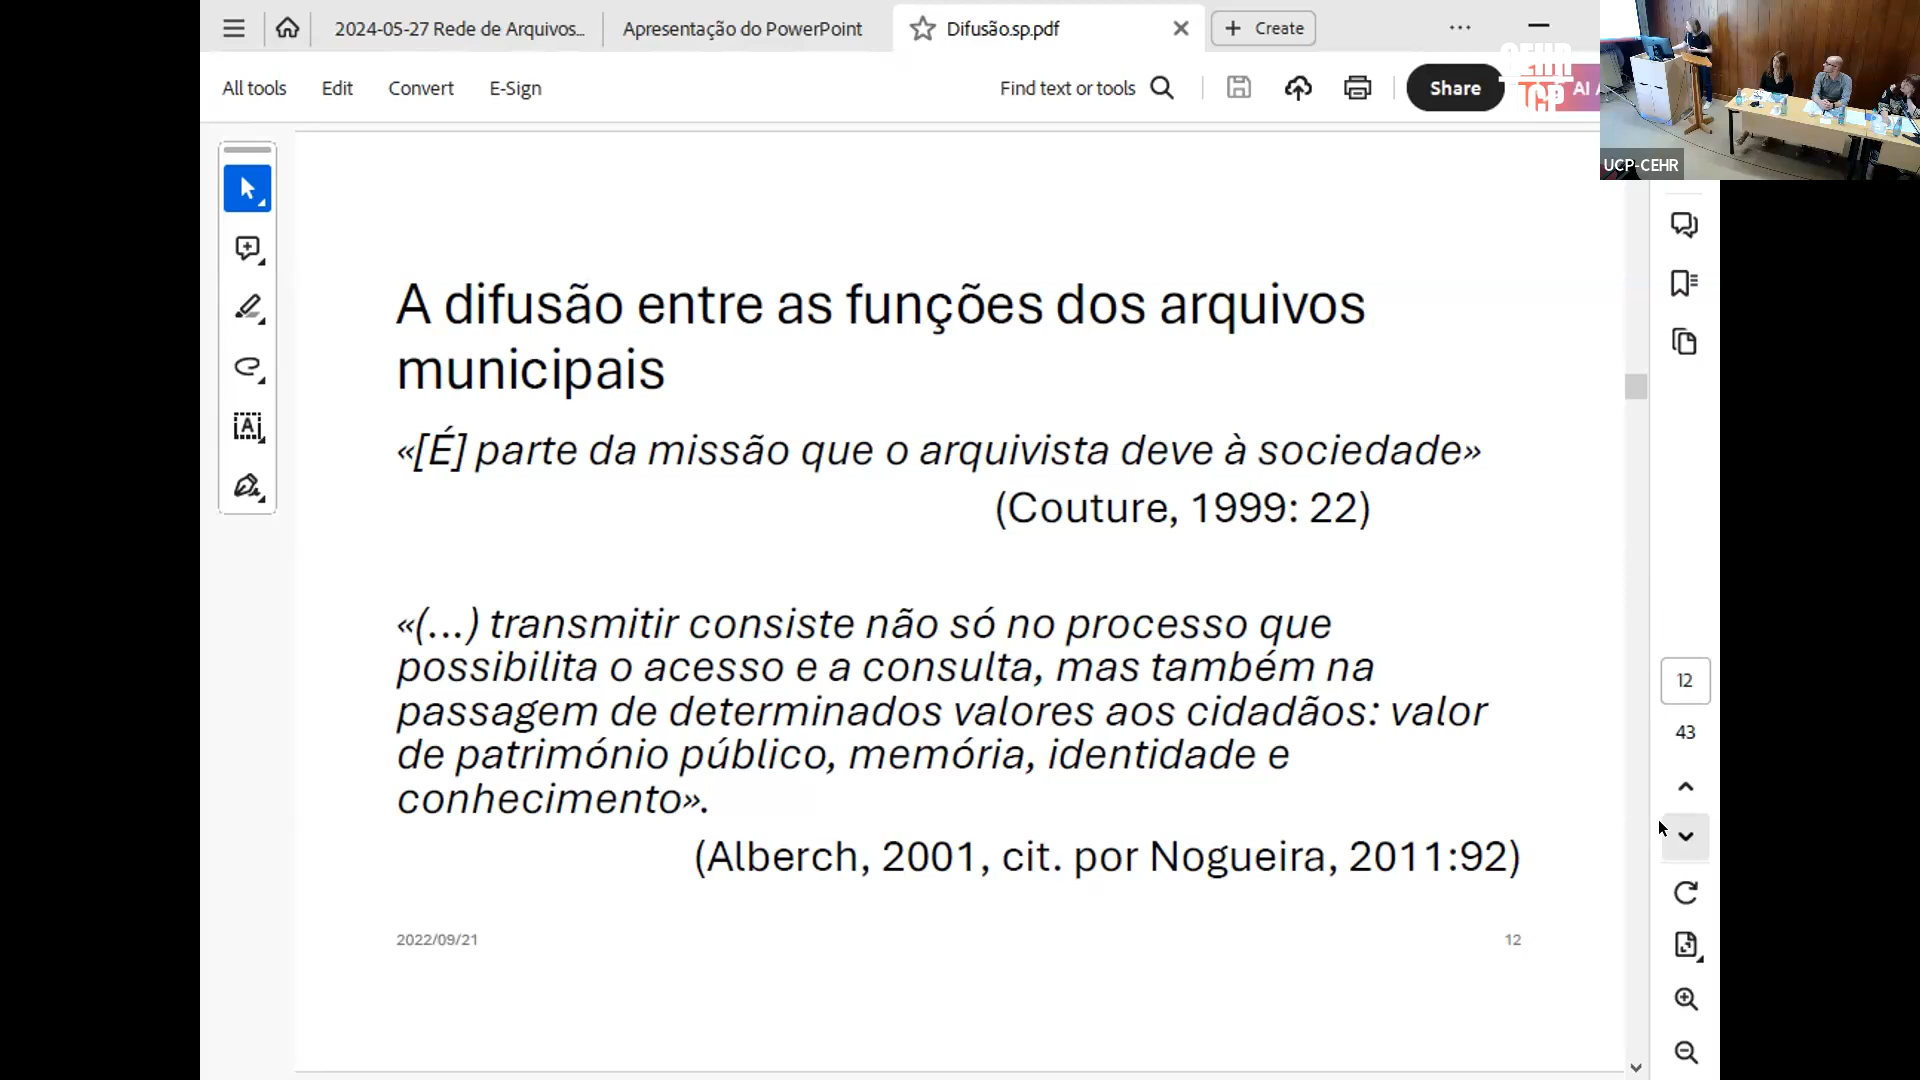 2024-05-27 Rede de Arquivos...
Apresentação do PowerPoint
Difusão.sp.pdf
Create
All tools
Edit
Convert
E-Sign
Find text or tools
Share
AI
CEHR
UCP
UCP-CEHR
A difusão entre as funções dos arquivos
municipais
«[É] parte da missão que o arquivista deve à sociedade»
(Couture, 1999: 22)
«(...) transmitir consiste não só no processo que
possibilita o acesso e a consulta, mas também na
passagem de determinados valores aos cidadãos: valor
de património público, memória, identidade e
conhecimento».
(Alberch, 2001, cit. por Nogueira, 2011:92)
2022/09/21
12
12
43